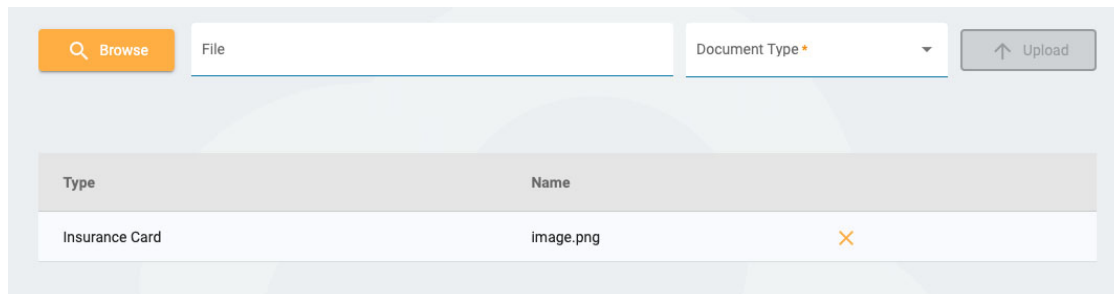 Browse
File
Document Type *
Upload
Type Name
Insurance Card image.png